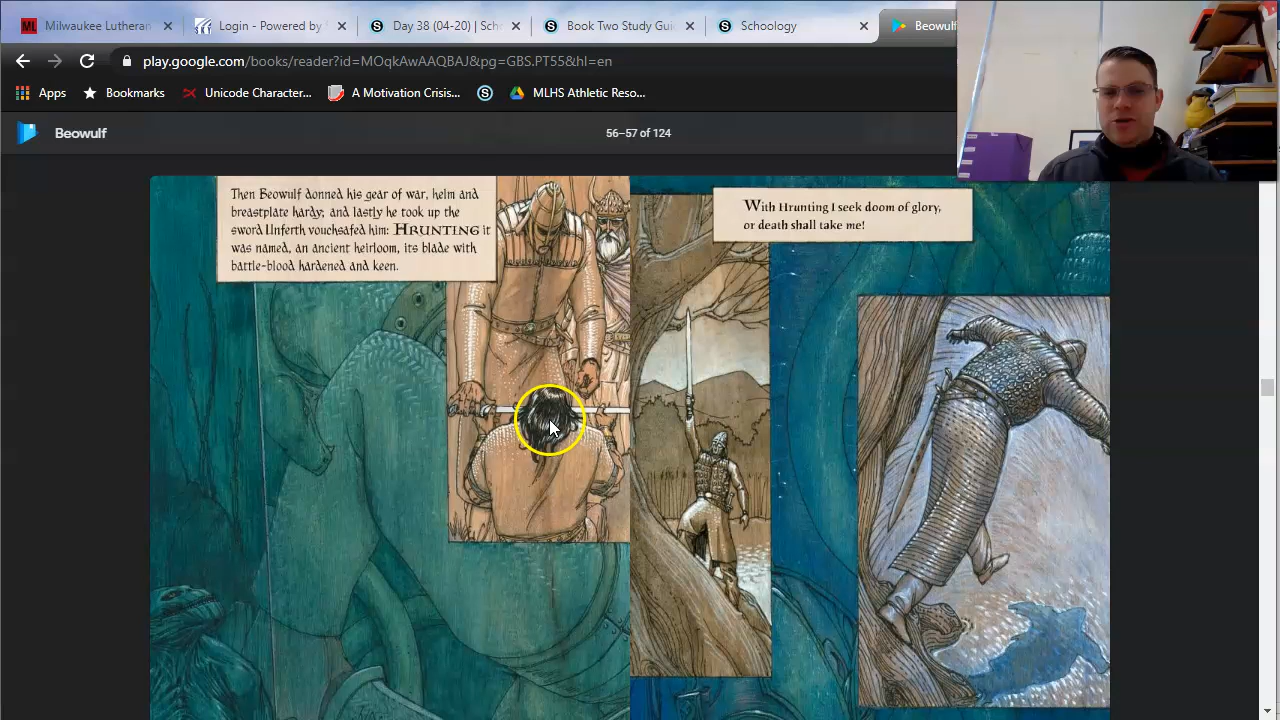 Milwaukee Lutheran
Login - Powered by
Day 38 (04-20) | Sch
Book Two Study Gui
Schoology
Beowulf
play.google.com/books/reader?id=MOqkAwAAQBAJ&pg=GBS.PT55&hl=en
Apps
Bookmarks
Unicode Character...
A Motivation Crisis...
MLHS Athletic Reso...
Beowulf
56–57 of 124
Then Beowulf donned his gear of war, helm and
breastplate hardy; and lastly he took up the
sword Unferth vouchsafed him: HRUNTING it
was named, an ancient heirloom, its blade with
battle-blood hardened and keen.
With Hrunting I seek doom of glory,
or death shall take me!